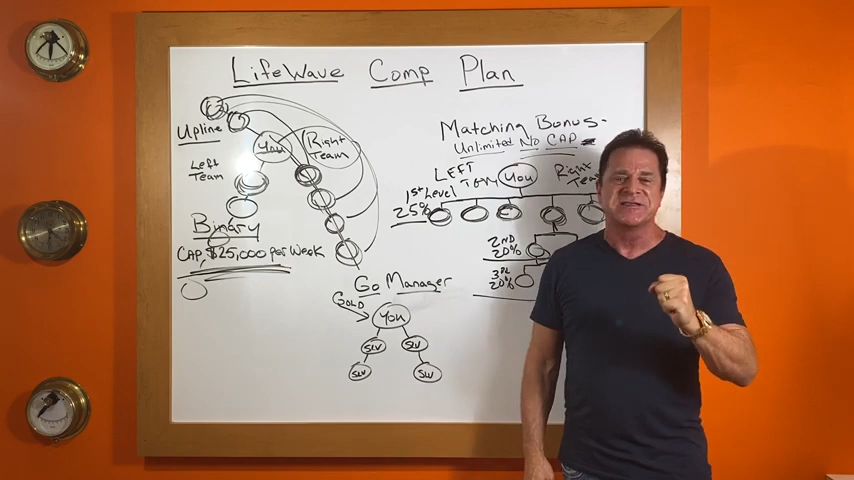 LifeWave Comp Plan
Upline
You
Right
Team
Left
Team
Binary
CAP, $25,000 per Week
Matching Bonus-
Unlimited No CAP
LEFT
Team
You
Right
Team
1st Level
25%
2ND
20%
3RD
20%
Go Manager
GOLD
You
SLV
SLV
SLV
SLV